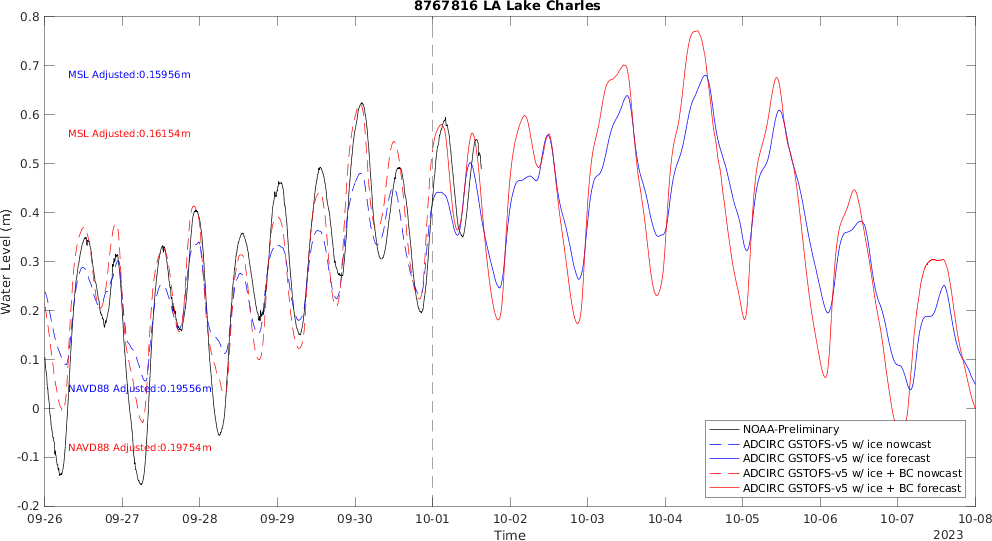 8767816 LA Lake Charles
0.8
0.7
MSL Adjusted:0.15956m
0.6
MSL Adjusted:0.16154m
0.5
0.4
Water Level (m)
0.3
0.2
0.1
NAVD88 Adjusted:0.19556m
0
NAVD88 Adjusted:0.19754m
-0.1
-0.2
NOAA-Preliminary
ADCIRC GSTOFS-v5 w/ ice nowcast
ADCIRC GSTOFS-v5 w/ ice forecast
ADCIRC GSTOFS-v5 w/ ice + BC nowcast
ADCIRC GSTOFS-v5 w/ ice + BC forecast
09-26 09-27 09-28 09-29 09-30 10-01 10-02 10-03 10-04 10-05 10-06 10-07 10-08
Time
2023